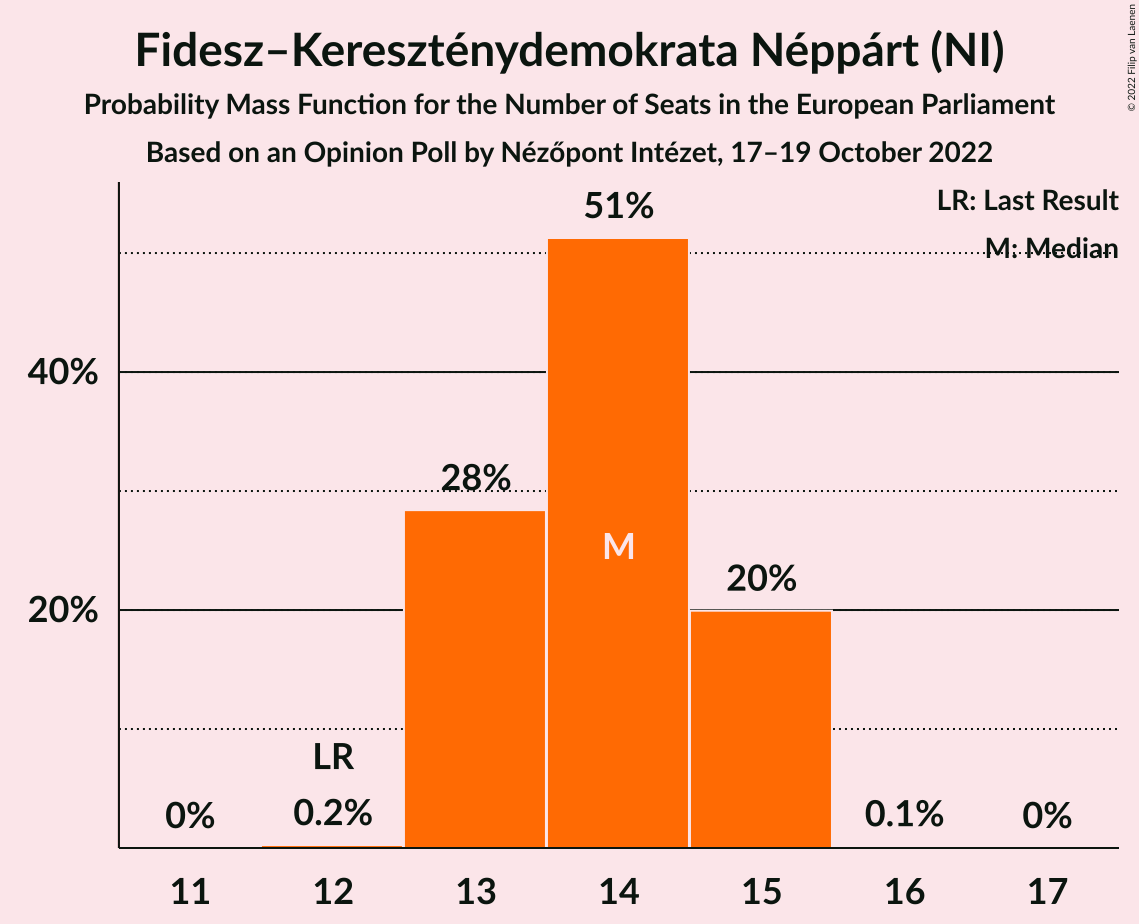 Fidesz–Kereszténydemokrata Néppárt (NI)
Probability Mass Function for the Number of Seats in the European Parliament
Based on an Opinion Poll by Nézőpont Intézet, 17–19 October 2022
© 2022 Filip van Laenen
LR: Last Result
M: Median
51%
40%
28%
M
20%
20%
LR
0%
0.2%
0.1%
0%
11
12
13
14
15
16
17